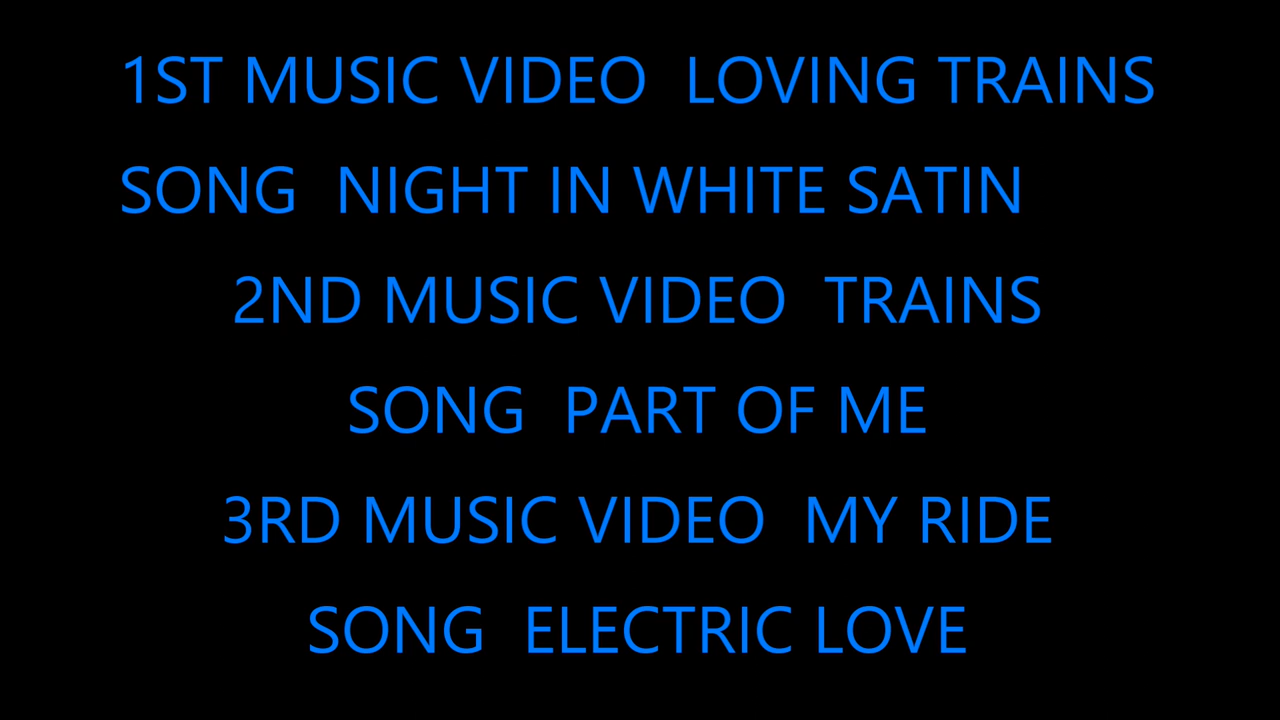 1ST MUSIC VIDEO  LOVING TRAINS
SONG  NIGHT IN WHITE SATIN
2ND MUSIC VIDEO  TRAINS
SONG  PART OF ME
3RD MUSIC VIDEO  MY RIDE
SONG  ELECTRIC LOVE